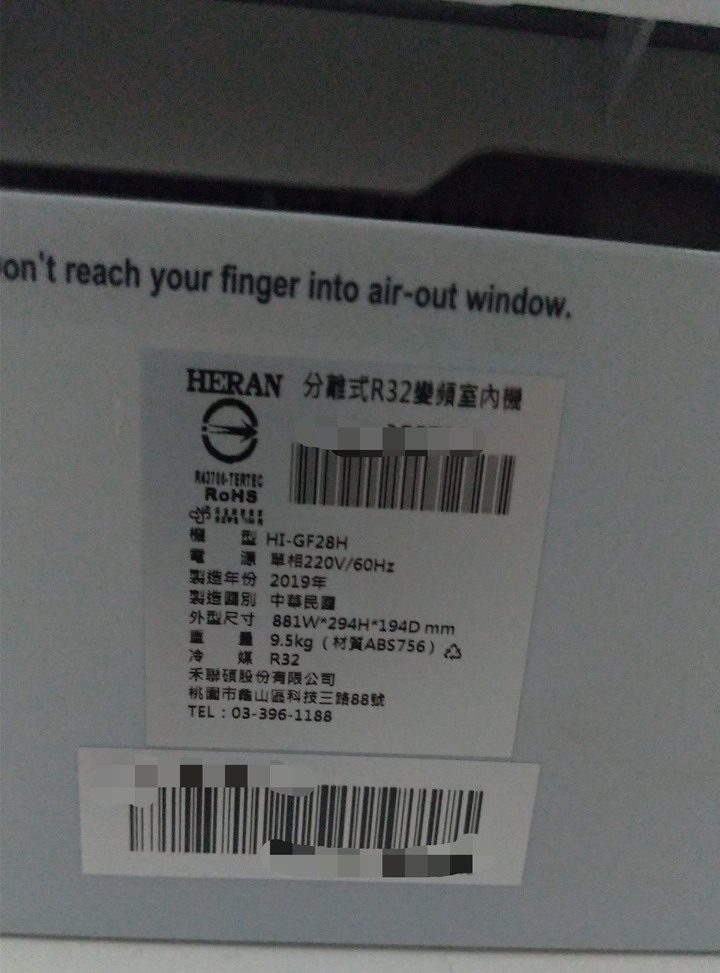 on't reach your finger into air-out window.
HERAN 分離式R32變頻室內機
R43706-TERTEC
RoHS
機 型 HI-GF28H
電 源 單相220V/60Hz
製造年份 2019年
製造國別 中華民國
外型尺寸 881W*294H*194D mm
重 量 9.5kg（材質ABS756）
冷 媒 R32
禾聯碩股份有限公司
桃園市龜山區科技三路88號
TEL：03-396-1188